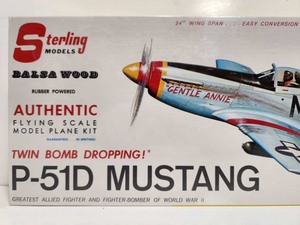 24" WING SPAN . . . EASY CONVERSION
Sterling
MODELS
BALSA WOOD
RUBBER POWERED
AUTHENTIC
FLYING SCALE
MODEL PLANE KIT
GENTLE ANNIE
N
TWIN BOMB DROPPING!*
P-51D MUSTANG
GREATEST ALLIED FIGHTER AND FIGHTER-BOMBER OF WORLD WAR II